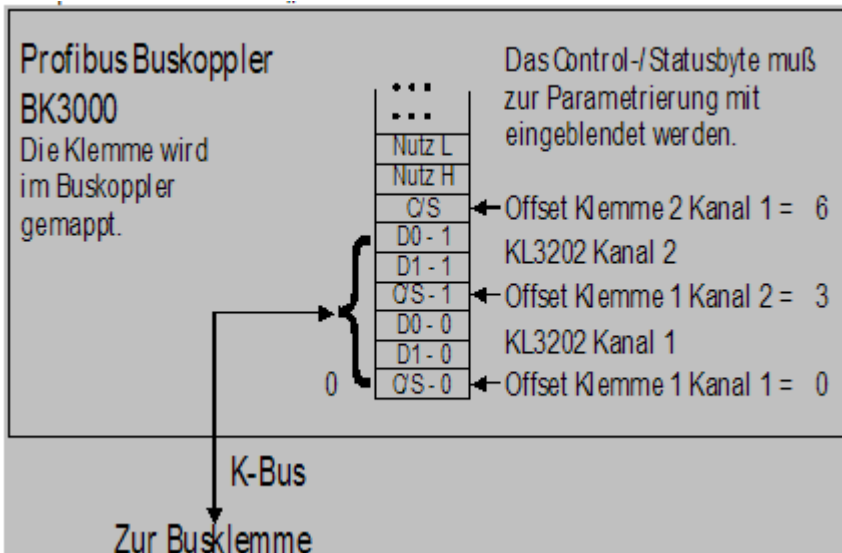 Profibus Buskoppler
BK3000
Die Klemme wird
im Buskoppler
gemappt.
Das Control-/Statusbyte muß
zur Parametrierung mit
eingeblendet werden.
Nutz L
Nutz H
C/S
Offset Klemme 2 Kanal 1 = 6
D0 - 1
KL3202 Kanal 2
D1 - 1
C/S - 1
Offset Klemme 1 Kanal 2 = 3
D0 - 0
KL3202 Kanal 1
D1 - 0
0
C/S - 0
Offset Klemme 1 Kanal 1 = 0
K-Bus
Zur Busklemme